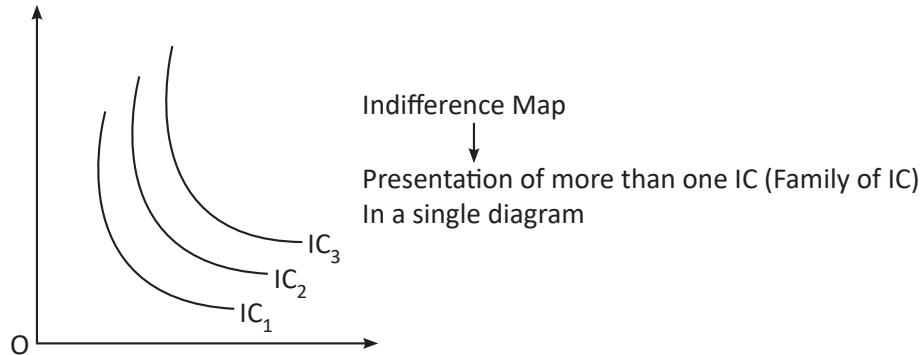 Indifference Map
Presentation of more than one IC (Family of IC)
In a single diagram
IC₃
IC₂
IC₁
O